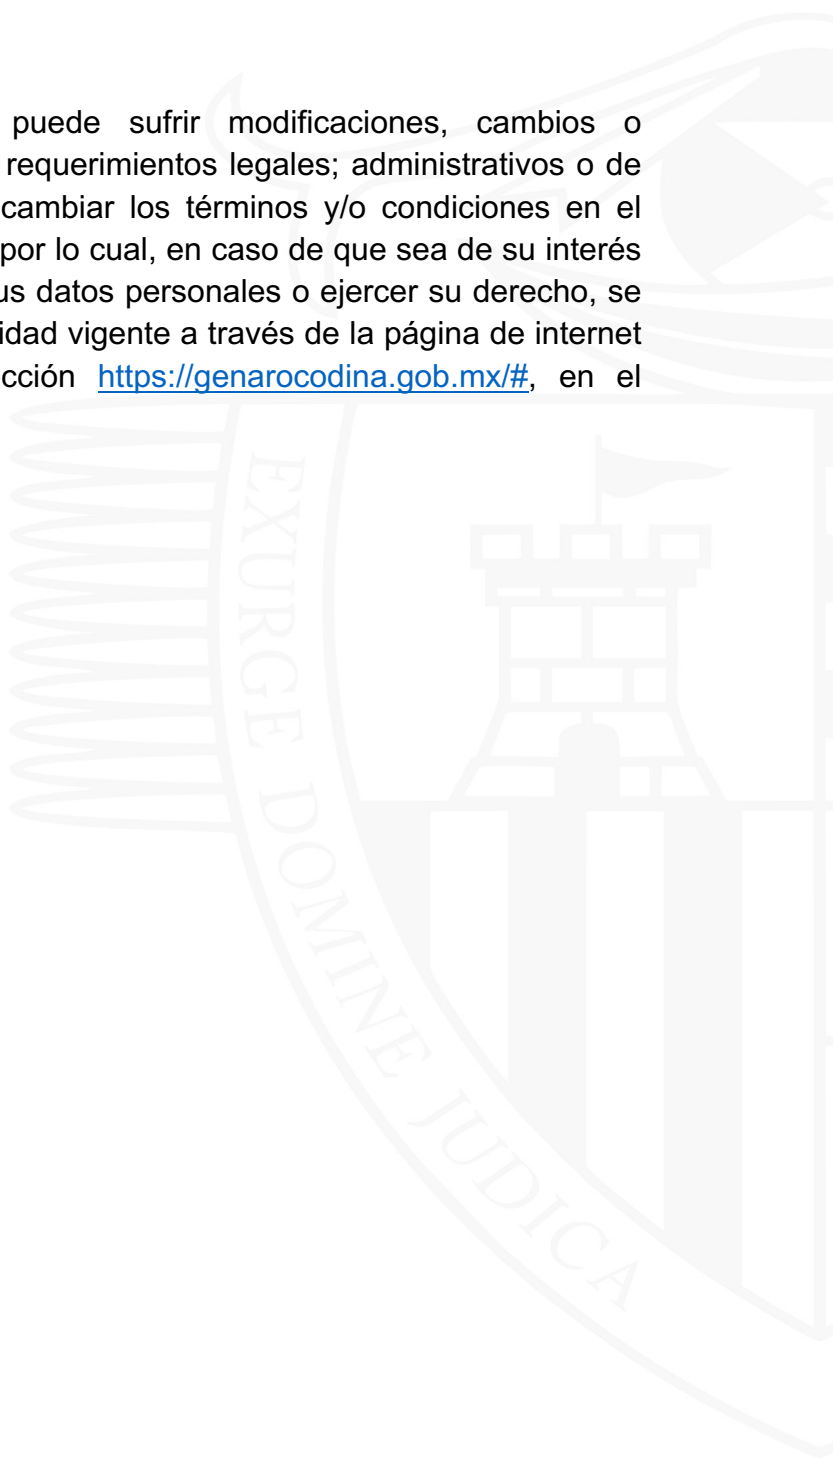 puede sufrir modificaciones, cambios o
requerimientos legales; administrativos o de
cambiar los términos y/o condiciones en el
por lo cual, en caso de que sea de su interés
us datos personales o ejercer su derecho, se
idad vigente a través de la página de internet
cción https://genarocodina.gob.mx/#, en el
EXURGE DOMINE JUDICA